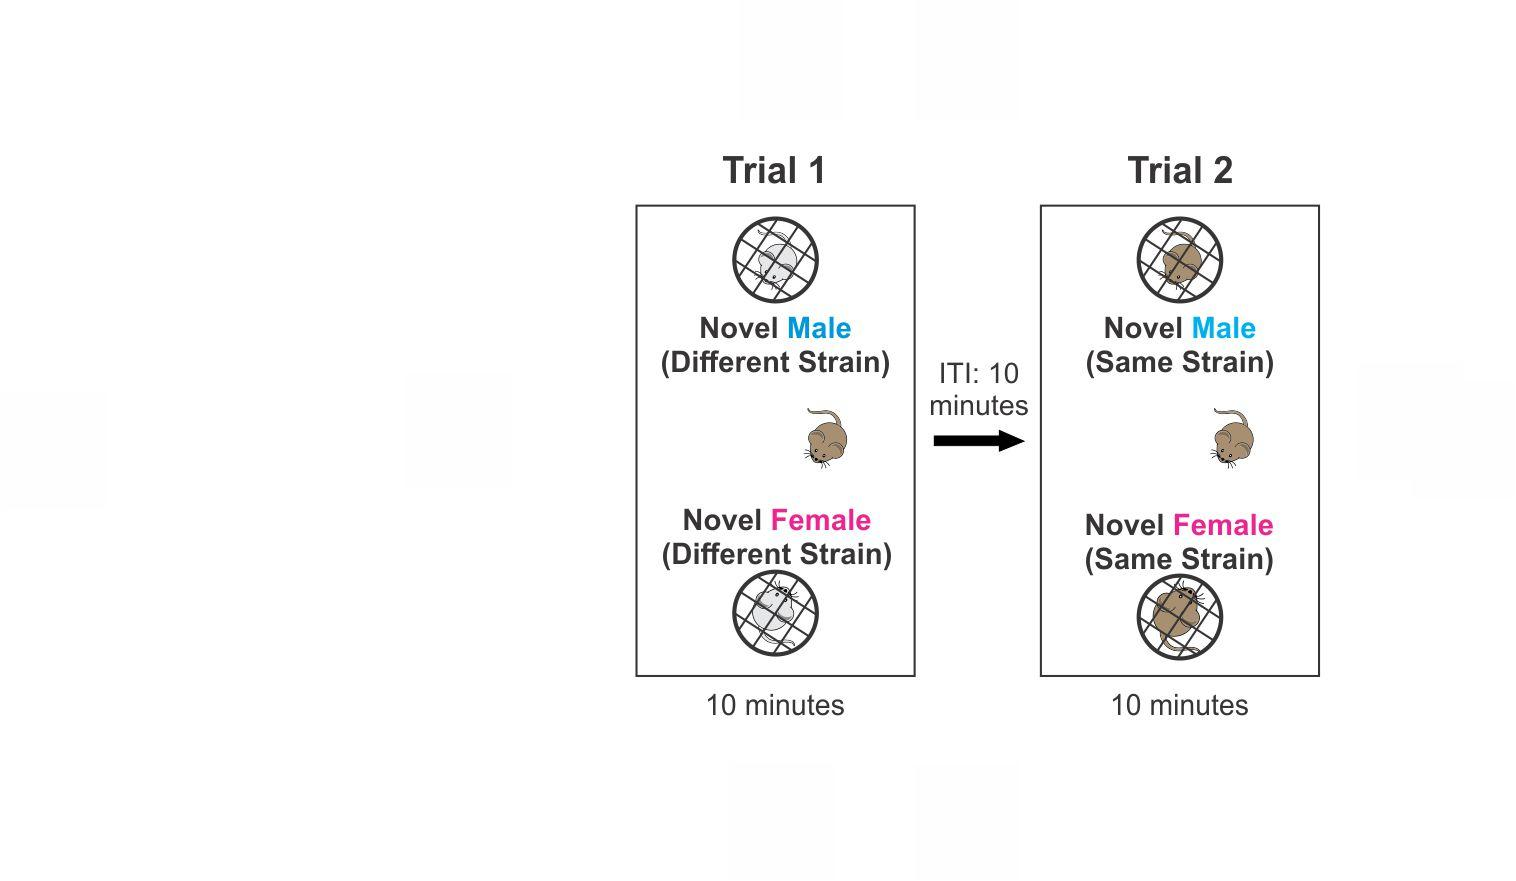 Trial 1
Novel Male
(Different Strain)
Novel Female
(Different Strain)
10 minutes
ITI: 10
minutes
Trial 2
Novel Male
(Same Strain)
Novel Female
(Same Strain)
10 minutes